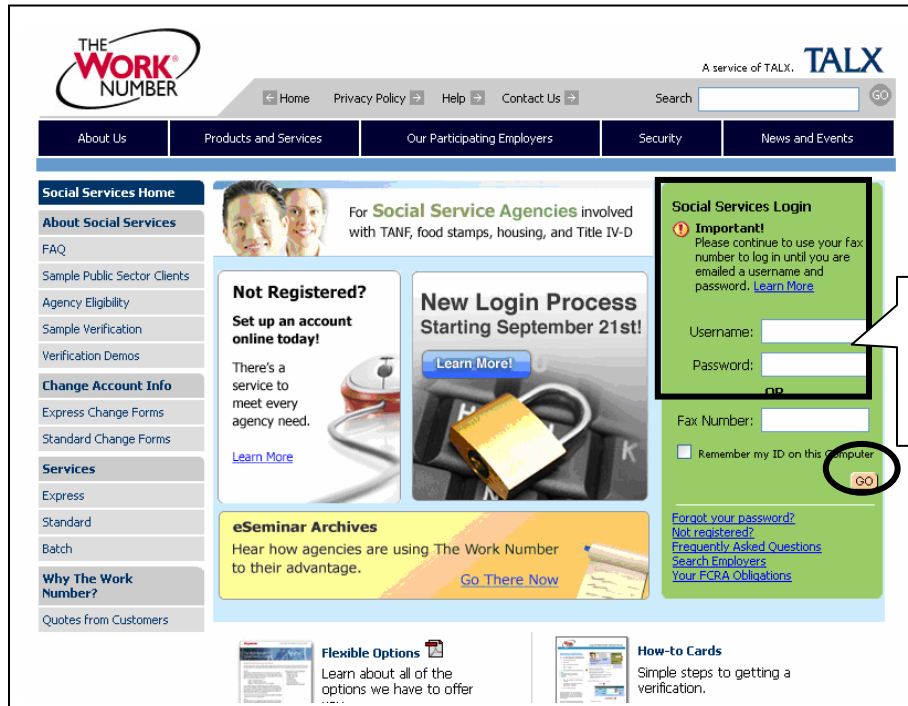 THE
WORK®
NUMBER
A service of TALX. TALX
Home Privacy Policy Help Contact Us Search GO
About Us Products and Services Our Participating Employers Security News and Events
Social Services Home
About Social Services
FAQ
Sample Public Sector Clients
Agency Eligibility
Sample Verification
Verification Demos
Change Account Info
Express Change Forms
Standard Change Forms
Services
Express
Standard
Batch
Why The Work
Number?
Quotes from Customers
For Social Service Agencies involved
with TANF, food stamps, housing, and Title IV-D
Not Registered?
Set up an account
online today!
There's a
service to
meet every
agency need.
Learn More
New Login Process
Starting September 21st!
Learn More!
eSeminar Archives
Hear how agencies are using The Work Number
to their advantage.
Go There Now
Social Services Login
Important!
Please continue to use your fax
number to log in until you are
emailed a username and
password. Learn More
Username:
Password:
OR
Fax Number:
Remember my ID on this Computer
GO
Forgot your password?
Not registered?
Frequently Asked Questions
Search Employers
Your FCRA Obligations
Flexible Options
Learn about all of the
options we have to offer
How-to Cards
Simple steps to getting a
verification.